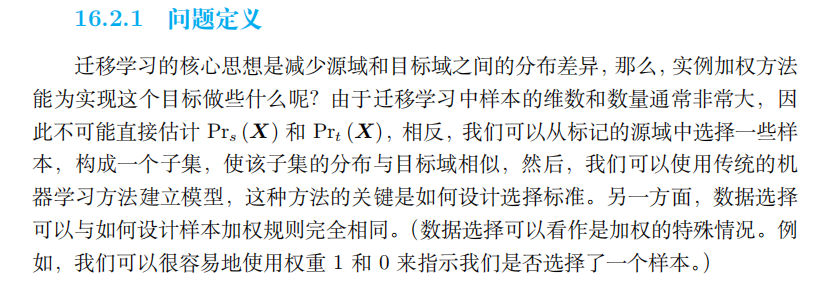 16.2.1 问题定义
迁移学习的核心思想是减少源域和目标域之间的分布差异，那么，实例加权方法
能为实现这个目标做些什么呢？由于迁移学习中样本的维数和数量通常非常大，因
此不可能直接估计 Prₛ (X) 和 Prₜ (X)，相反，我们可以从标记的源域中选择一些样
本，构成一个子集，使该子集的分布与目标域相似，然后，我们可以使用传统的机
器学习方法建立模型，这种方法的关键是如何设计选择标准。另一方面，数据选择
可以与如何设计样本加权规则完全相同。（数据选择可以看作是加权的特殊情况。例
如，我们可以很容易地使用权重 1 和 0 来指示我们是否选择了一个样本。）